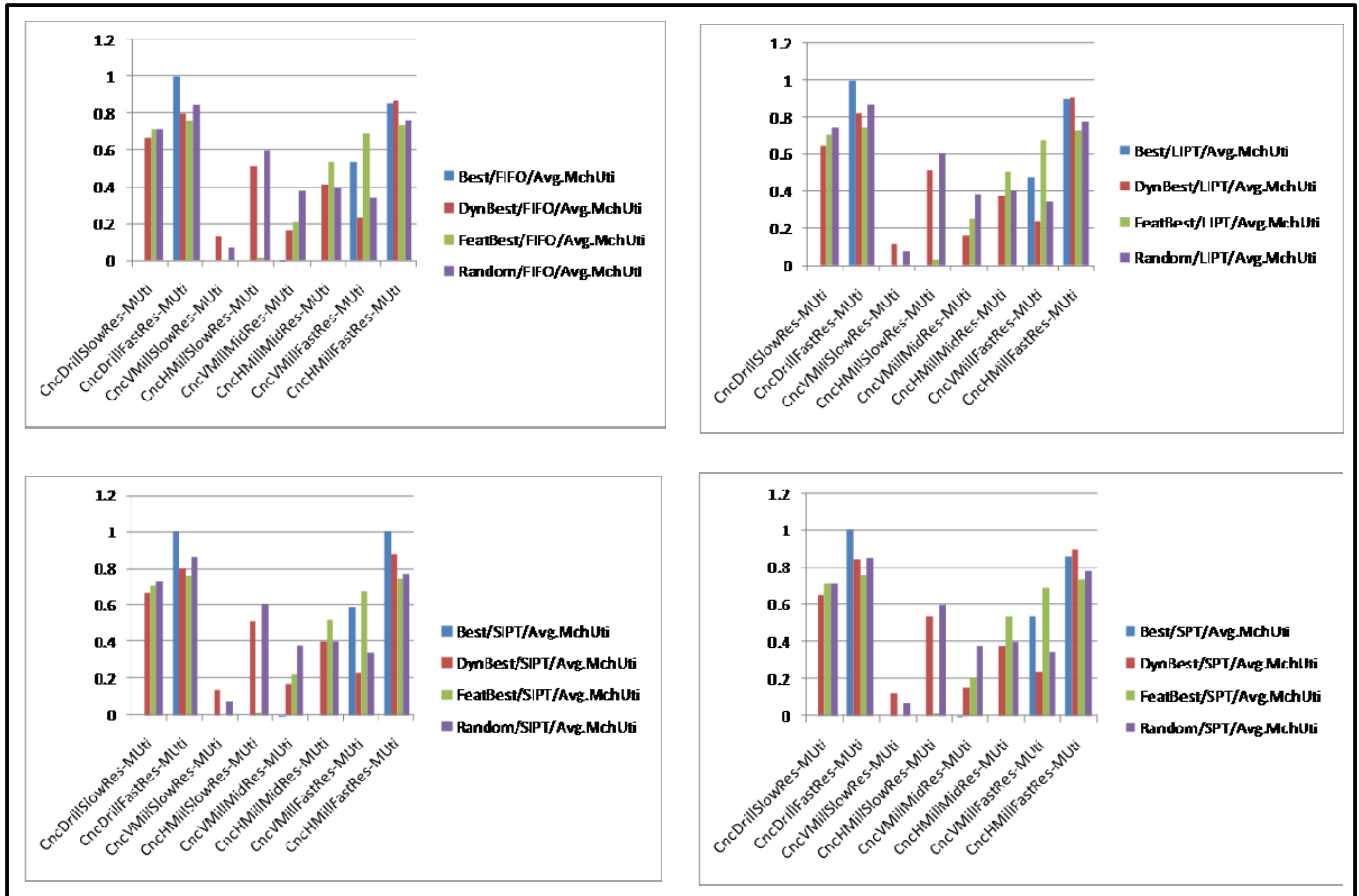 1.2
1
0.8
0.6
0.4
0.2
0
CncDrillSlowRes-MUti
CncDrillFastRes-MUti
CncVMillSlowRes-MUti
CncHMillSlowRes-MUti
CncVMillMidRes-MUti
CncHMillMidRes-MUti
CncVMillFastRes-MUti
CncHMillFastRes-MUti
Best/FIFO/Avg.MchUti
DynBest/FIFO/Avg.MchUti
FeatBest/FIFO/Avg.MchUti
Random/FIFO/Avg.MchUti
1.2
1
0.8
0.6
0.4
0.2
0
CncDrillSlowRes-MUti
CncDrillFastRes-MUti
CncVMillSlowRes-MUti
CncHMillSlowRes-MUti
CncVMillMidRes-MUti
CncHMillMidRes-MUti
CncVMillFastRes-MUti
CncHMillFastRes-MUti
Best/LIPT/Avg.MchUti
DynBest/LIPT/Avg.MchUti
FeatBest/LIPT/Avg.MchUti
Random/LIPT/Avg.MchUti
1.2
1
0.8
0.6
0.4
0.2
0
CncDrillSlowRes-MUti
CncDrillFastRes-MUti
CncVMillSlowRes-MUti
CncHMillSlowRes-MUti
CncVMillMidRes-MUti
CncHMillMidRes-MUti
CncVMillFastRes-MUti
CncHMillFastRes-MUti
Best/SIPT/Avg.MchUti
DynBest/SIPT/Avg.MchUti
FeatBest/SIPT/Avg.MchUti
Random/SIPT/Avg.MchUti
1.2
1
0.8
0.6
0.4
0.2
0
CncDrillSlowRes-MUti
CncDrillFastRes-MUti
CncVMillSlowRes-MUti
CncHMillSlowRes-MUti
CncVMillMidRes-MUti
CncHMillMidRes-MUti
CncVMillFastRes-MUti
CncHMillFastRes-MUti
Best/SPT/Avg.MchUti
DynBest/SPT/Avg.MchUti
FeatBest/SPT/Avg.MchUti
Random/SPT/Avg.MchUti